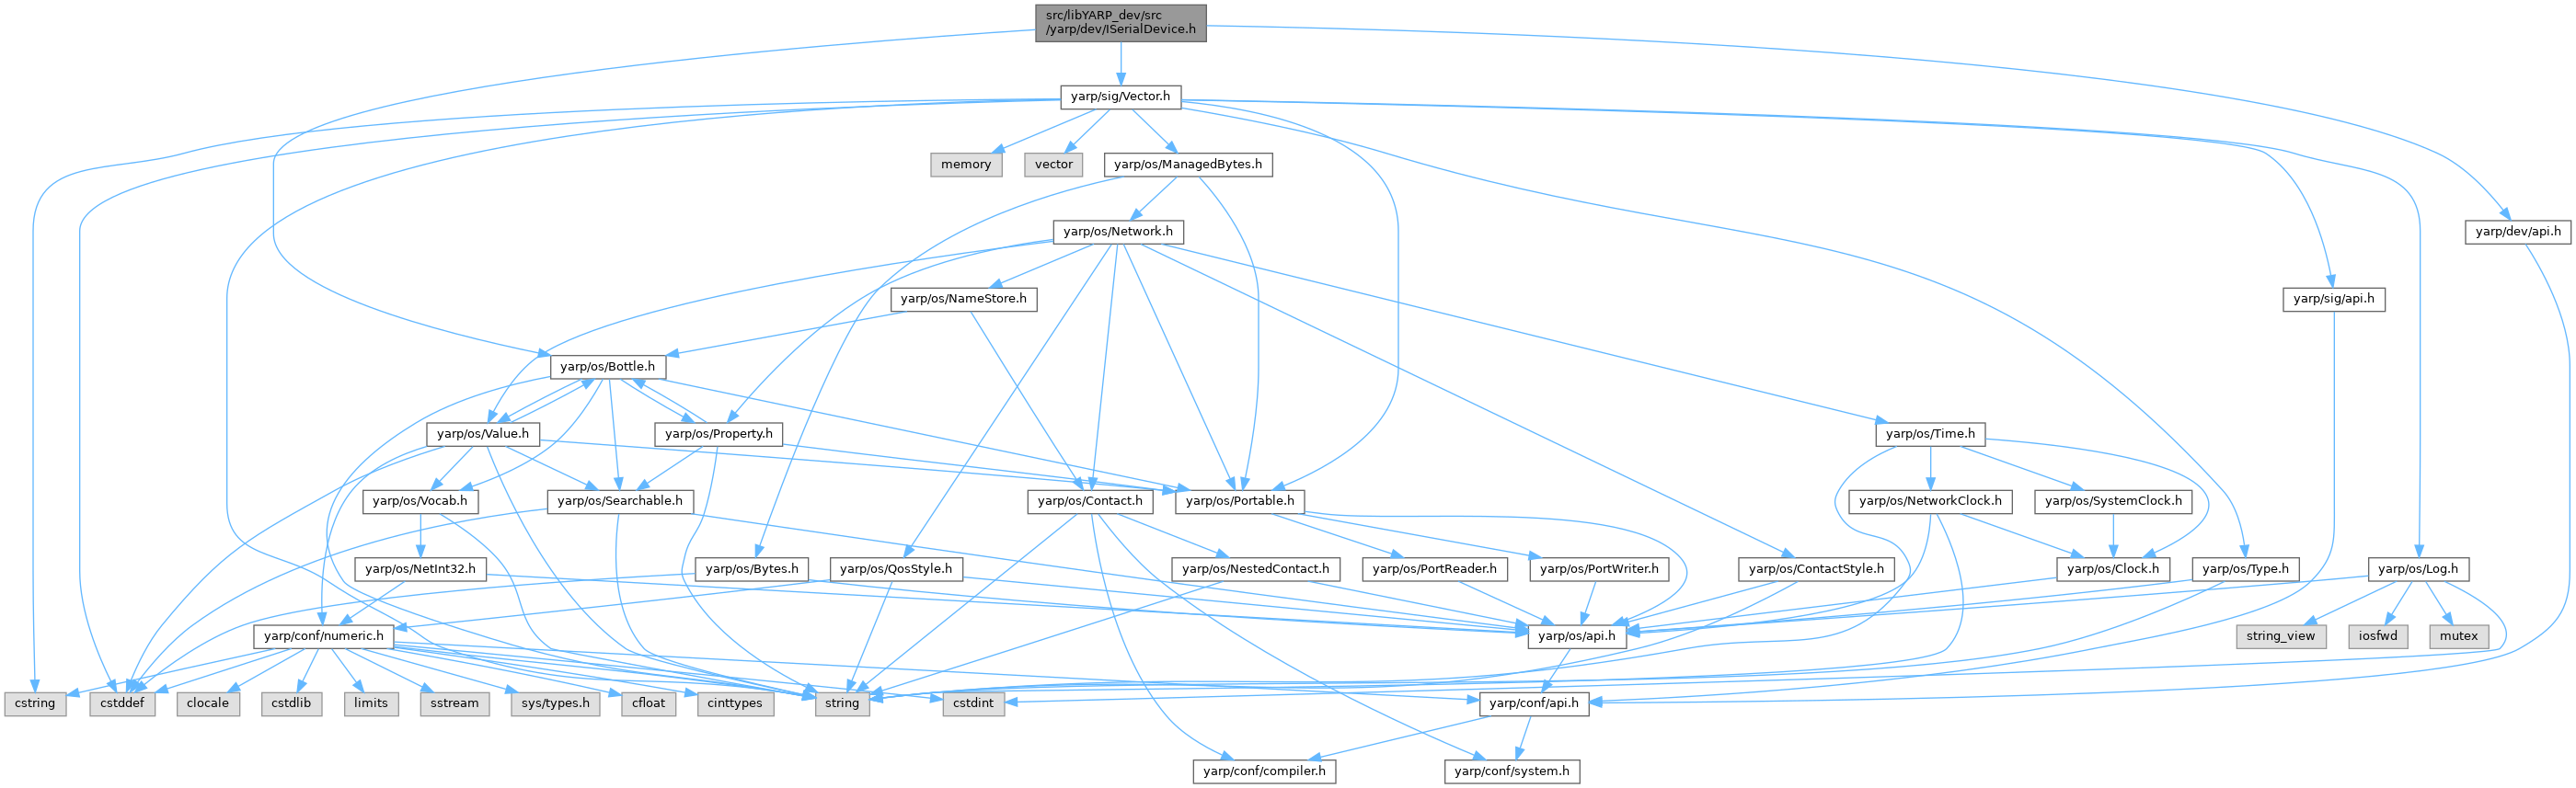 src/libYARP_dev/src
/yarp/dev/ISerialDevice.h
yarp/sig/Vector.h
memory
vector
yarp/os/ManagedBytes.h
yarp/os/Network.h
yarp/dev/api.h
yarp/os/NameStore.h
yarp/sig/api.h
yarp/os/Bottle.h
yarp/os/Value.h
yarp/os/Property.h
yarp/os/Time.h
yarp/os/Vocab.h
yarp/os/Searchable.h
yarp/os/Contact.h
yarp/os/Portable.h
yarp/os/NetworkClock.h
yarp/os/SystemClock.h
yarp/os/NetInt32.h
yarp/os/Bytes.h
yarp/os/QosStyle.h
yarp/os/NestedContact.h
yarp/os/PortReader.h
yarp/os/PortWriter.h
yarp/os/ContactStyle.h
yarp/os/Clock.h
yarp/os/Type.h
yarp/os/Log.h
yarp/conf/numeric.h
yarp/os/api.h
string_view
iosfwd
mutex
cstring
cstddef
clocale
cstdlib
limits
sstream
sys/types.h
cfloat
cinttypes
string
cstdint
yarp/conf/api.h
yarp/conf/compiler.h
yarp/conf/system.h